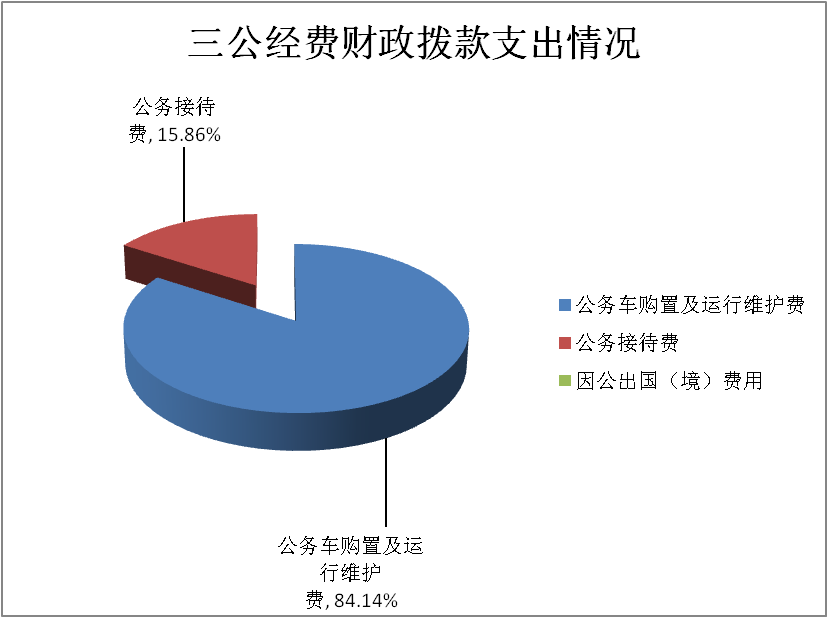 三公经费财政拨款支出情况
公务接待
费, 15.86%
公务车购置及运行维护费
公务接待费
因公出国（境）费用
公务车购置及运
行维护
费, 84.14%